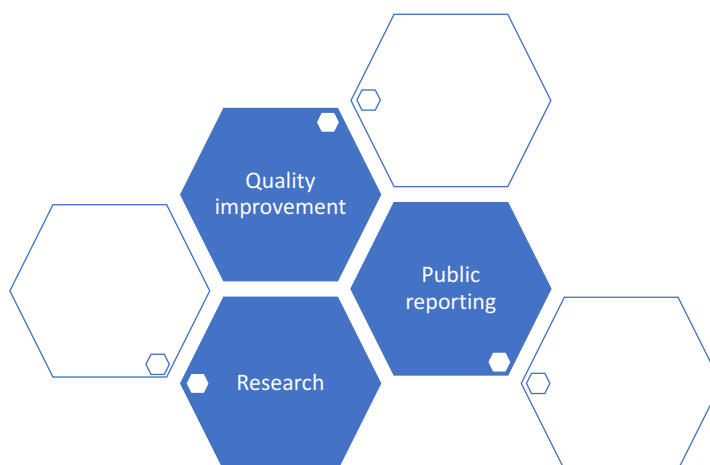 Quality
improvement
Public
reporting
Research